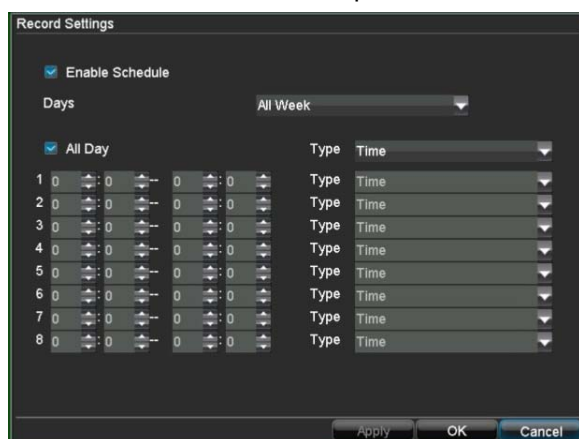 Record Settings
Enable Schedule
Days All Week
All Day Type Time
1 0 : 0 -- 0 : 0 Type Time
2 0 : 0 -- 0 : 0 Type Time
3 0 : 0 -- 0 : 0 Type Time
4 0 : 0 -- 0 : 0 Type Time
5 0 : 0 -- 0 : 0 Type Time
6 0 : 0 -- 0 : 0 Type Time
7 0 : 0 -- 0 : 0 Type Time
8 0 : 0 -- 0 : 0 Type Time
Apply OK Cancel